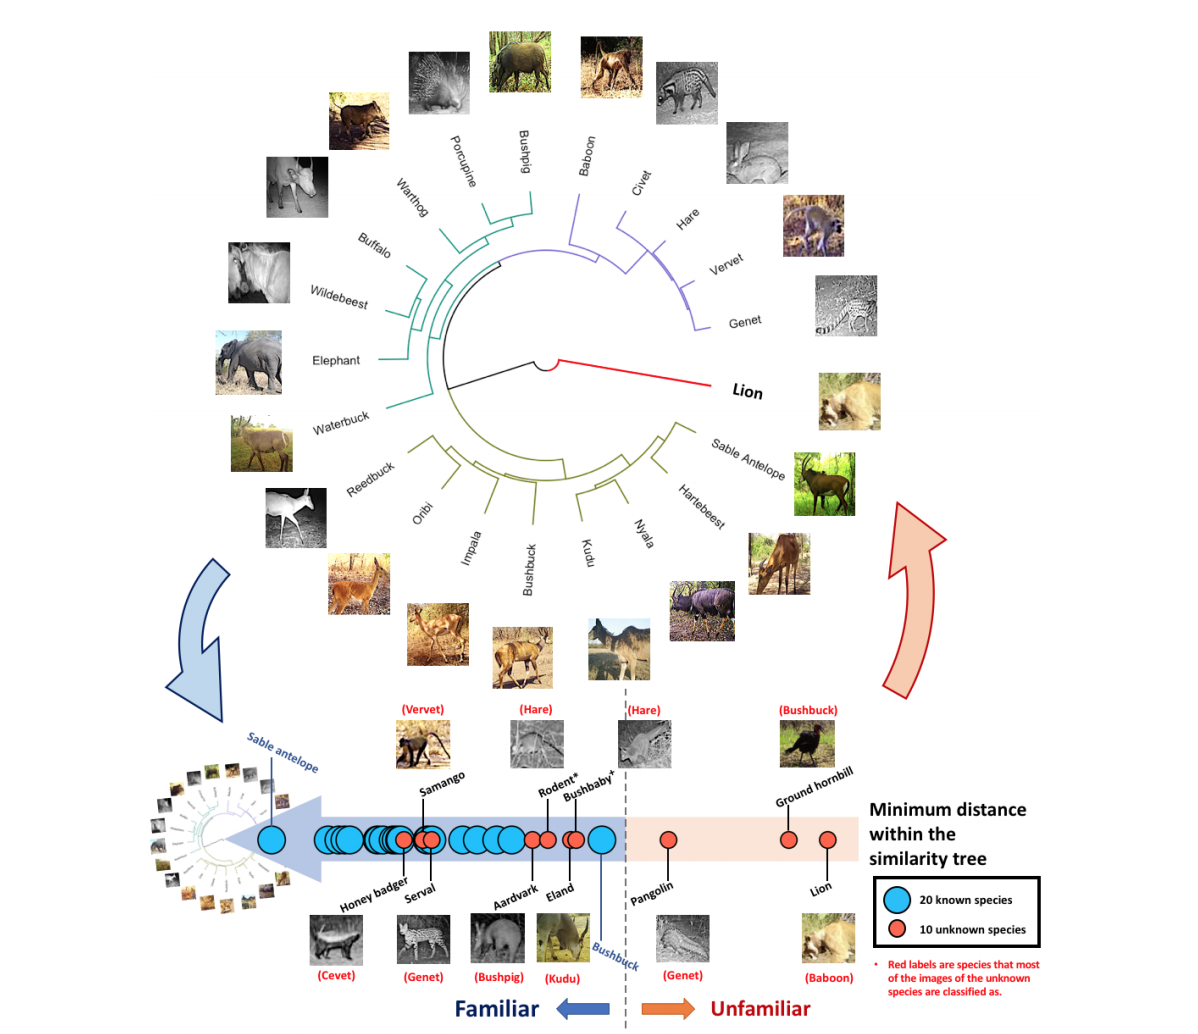 Bushpig
Baboon
Porcupine
Civet
Warthog
Hare
Buffalo
Vervet
Wildebeest
Genet
Elephant
Lion
Waterbuck
Sable Antelope
Reedbuck
Hartebeest
Oribi
Nyala
Impala
Kudu
Bushbuck
(Vervet)
(Hare)
(Hare)
(Bushbuck)
Sable antelope
Samango
Rodent*
Bushbaby*
Ground hornbill
Minimum distance
within the
similarity tree
Honey badger
Serval
Aardvark
Eland
Pangolin
Lion
20 known species
10 unknown species
Bushbuck
(Cevet)
(Genet)
(Bushpig)
(Kudu)
(Genet)
(Baboon)
• Red labels are species that most
of the images of the unknown
species are classified as.
Familiar
Unfamiliar